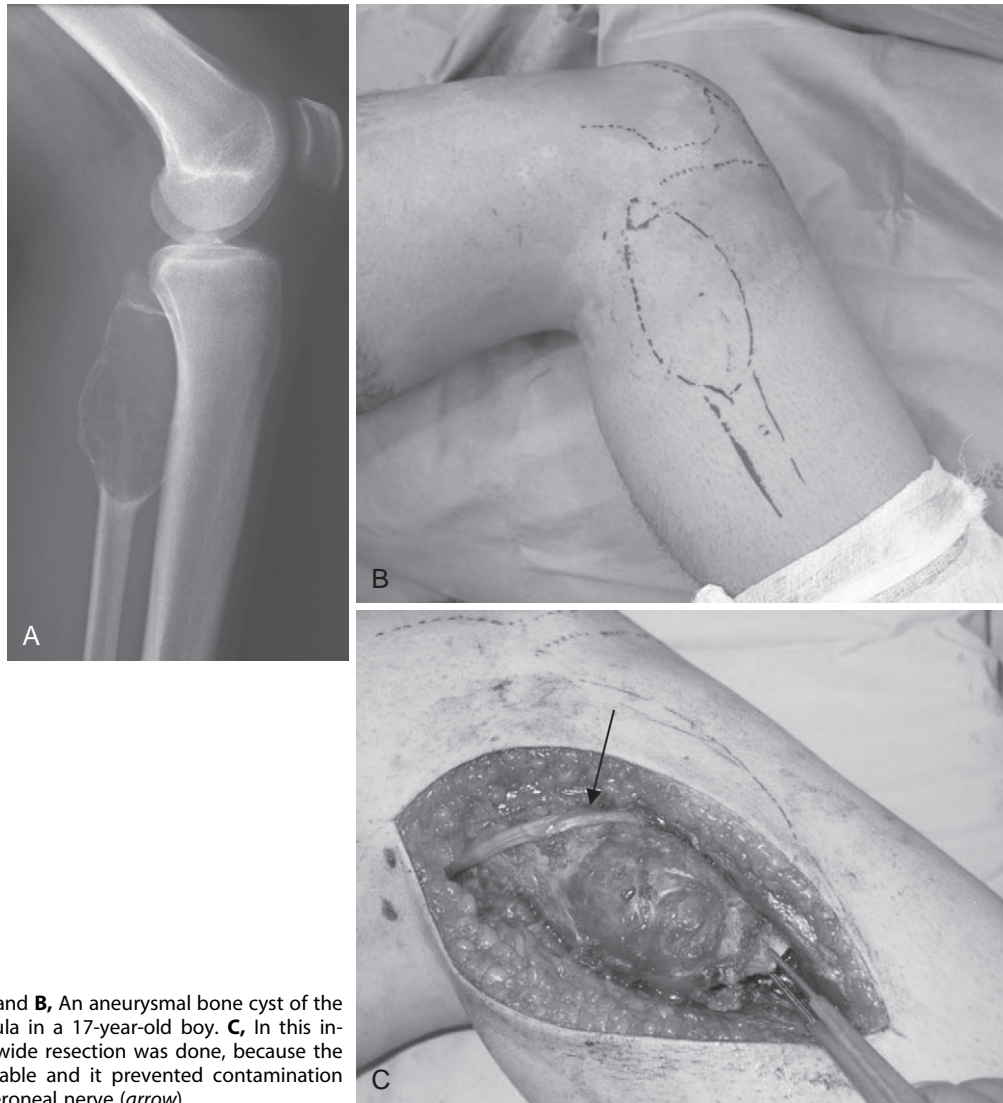 A
B
C
and B, An aneurysmal bone cyst of the
ula in a 17-year-old boy. C, In this in-
wide resection was done, because the
able and it prevented contamination
eroneal nerve (arrow)